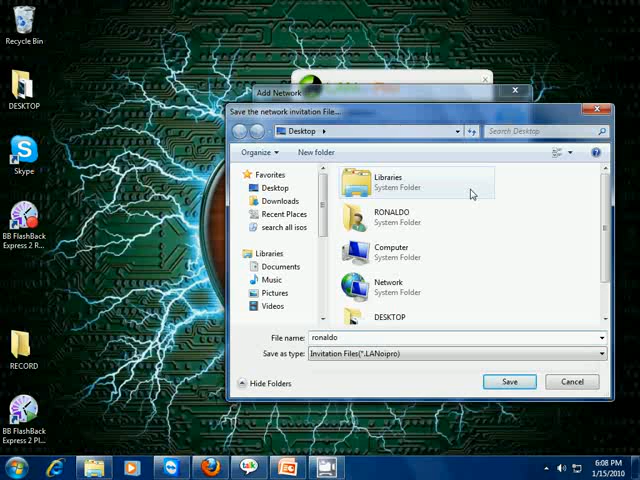 Recycle Bin
DESKTOP
Skype
BB FlashBack
Express 2 R...
RECORD
BB FlashBack
Express 2 Pl...
Add Network
Save the network invitation File...
Desktop
Search Desktop
Organize
New folder
Favorites
Desktop
Downloads
Recent Places
search all isos
Libraries
Documents
Music
Pictures
Videos
Libraries
System Folder
RONALDO
System Folder
Computer
System Folder
Network
System Folder
DESKTOP
File name:
ronaldo
Save as type:
Invitation Files(*.LANoipro)
Hide Folders
Save
Cancel
talk
6:08 PM
1/15/2010